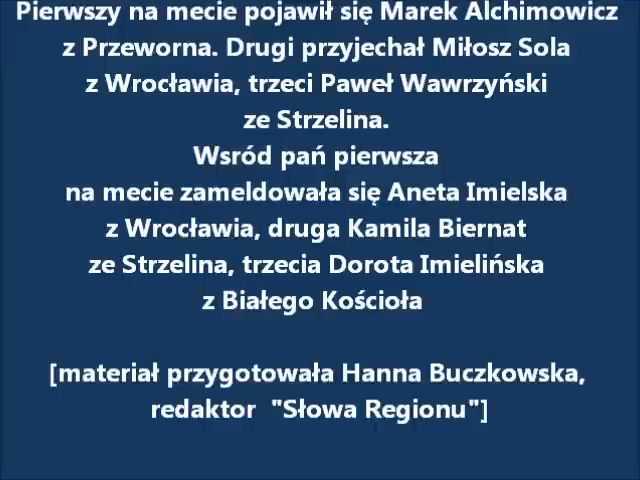 Pierwszy na mecie pojawił się Marek Alchimowicz
z Przeworna. Drugi przyjechał Miłosz Sola
z Wrocławia, trzeci Paweł Wawrzyński
ze Strzelina.
Wsród pań pierwsza
na mecie zameldowała się Aneta Imielska
z Wrocławia, druga Kamila Biernat
ze Strzelina, trzecia Dorota Imielińska
z Białego Kościoła
[materiał przygotowała Hanna Buczkowska,
redaktor "Słowa Regionu"]